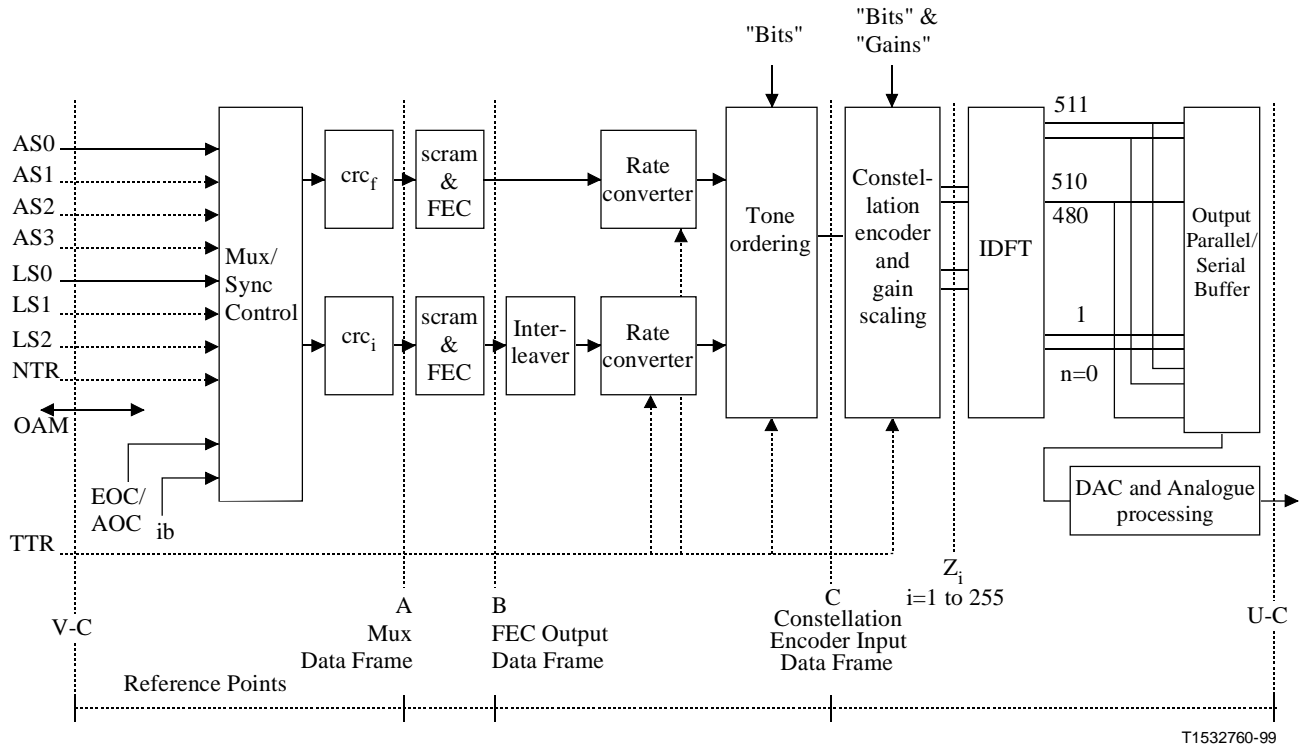 "Bits"
"Bits" &
"Gains"
AS0
AS1
AS2
AS3
LS0
LS1
LS2
NTR
OAM
EOC/
AOC
ib
TTR
Mux/
Sync
Control
crcf
scram
&
FEC
Rate
converter
crci
scram
&
FEC
Inter-
leaver
Rate
converter
Tone
ordering
Constel-
lation
encoder
and
gain
scaling
IDFT
511
510
480
1
n=0
Output
Parallel/
Serial
Buffer
DAC and Analogue
processing
V-C
A
Mux
Data Frame
B
FEC Output
Data Frame
C
Constellation
Encoder Input
Data Frame
Zi
i=1 to 255
U-C
Reference Points
T1532760-99